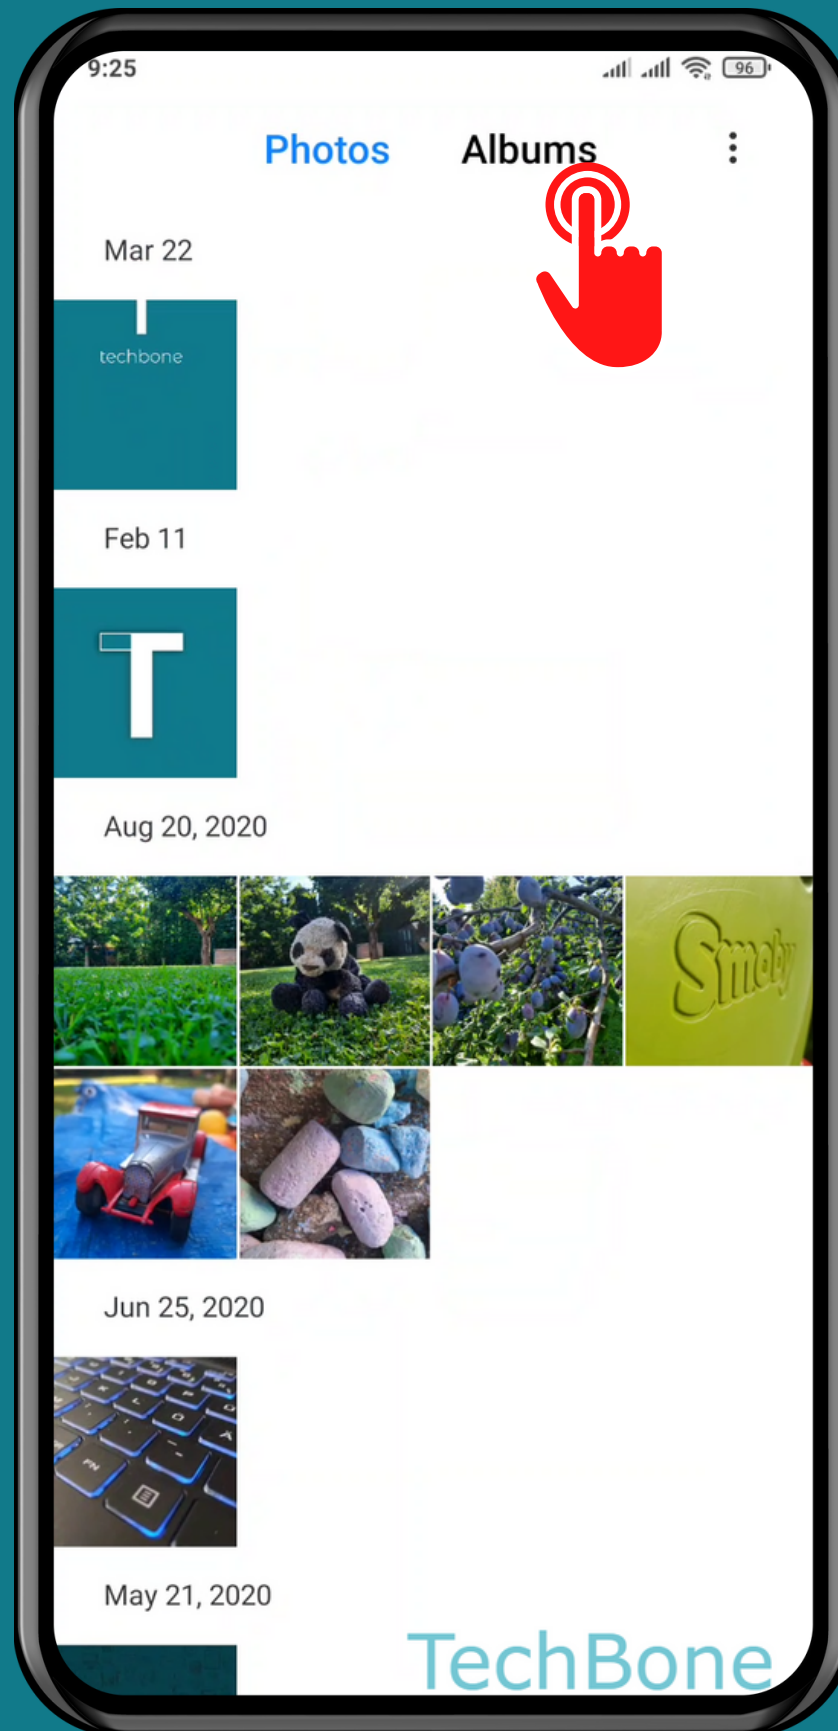 9:25 96
Photos Albums
Mar 22
techbone
Feb 11
T
Aug 20, 2020
Smoby
Jun 25, 2020
FN
May 21, 2020
TechBone